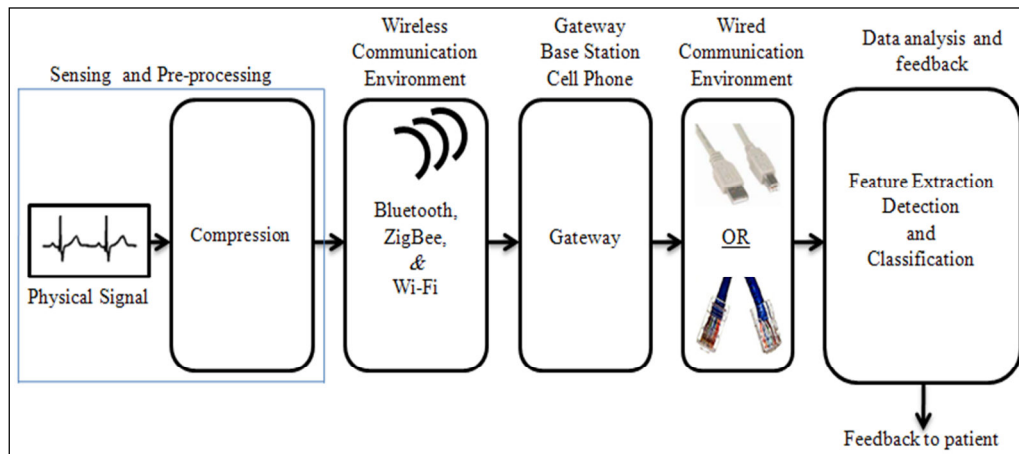 Sensing and Pre-processing
Physical Signal
Compression
Wireless
Communication
Environment
Bluetooth,
ZigBee,
&
Wi-Fi
Gateway
Base Station
Cell Phone
Gateway
Wired
Communication
Environment
OR
Data analysis and
feedback
Feature Extraction
Detection
and
Classification
Feedback to patient